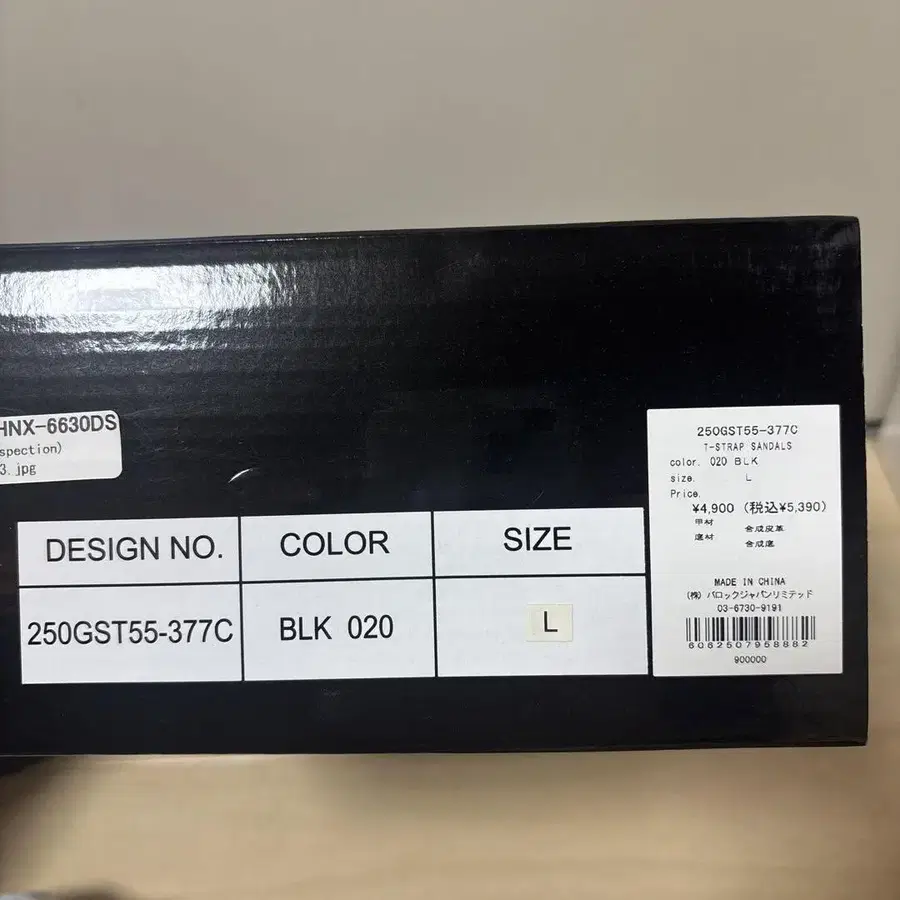 HNX-6630DS
spection)
3.jpg
DESIGN NO. COLOR SIZE
250GST55-377C BLK 020 L
250GST55-377C
T-STRAP SANDALS
color. 020 BLK
size. L
Price.
¥4,900 (税込¥5,390)
甲材 合成皮革
底材 合成底
MADE IN CHINA
(株) バロックジャパンリミテッド
03-6730-9191
6062507958882
900000